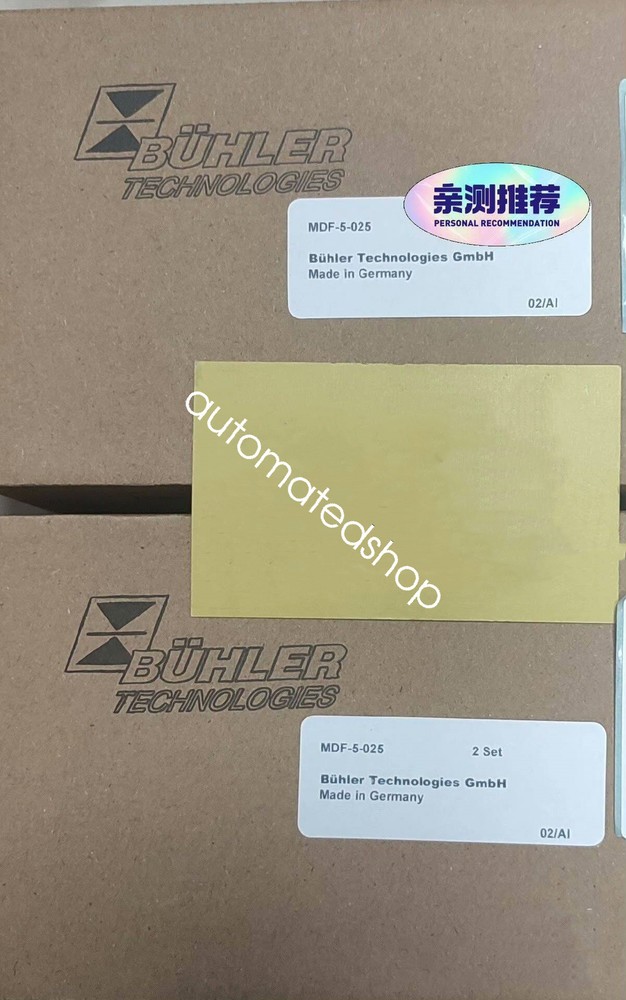 BÜHLER
TECHNOLOGIES
亲测推荐
PERSONAL RECOMMENDATION
MDF-5-025
Bühler Technologies GmbH
Made in Germany
02/AI
automatedshop
BÜHLER
TECHNOLOGIES
MDF-5-025 2 Set
Bühler Technologies GmbH
Made in Germany
02/AI